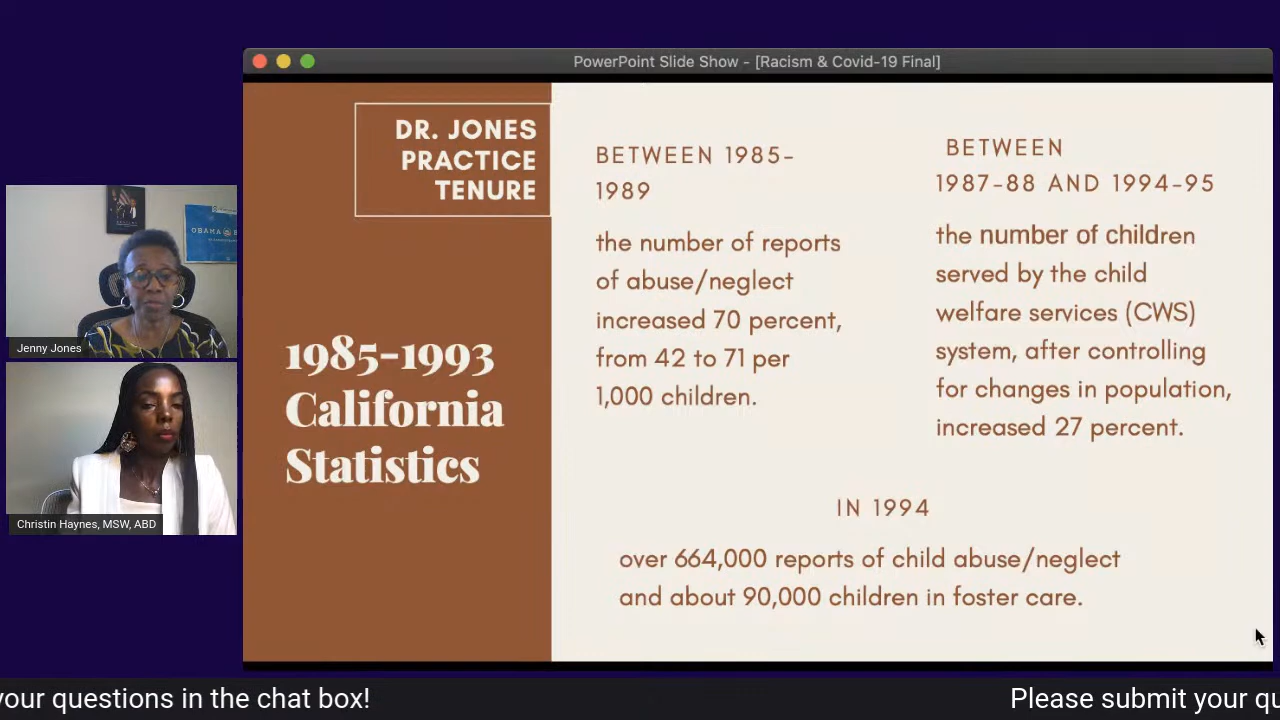 PowerPoint Slide Show - [Racism & Covid-19 Final]
DR. JONES
PRACTICE
TENURE
1985-1993
California
Statistics
BETWEEN 1985-
1989
the number of reports
of abuse/neglect
increased 70 percent,
from 42 to 71 per
1,000 children.
BETWEEN
1987-88 AND 1994-95
the number of children
served by the child
welfare services (CWS)
system, after controlling
for changes in population,
increased 27 percent.
IN 1994
over 664,000 reports of child abuse/neglect
and about 90,000 children in foster care.
OBAMA
Jenny Jones
Christin Haynes, MSW, ABD
your questions in the chat box!
Please submit your qu